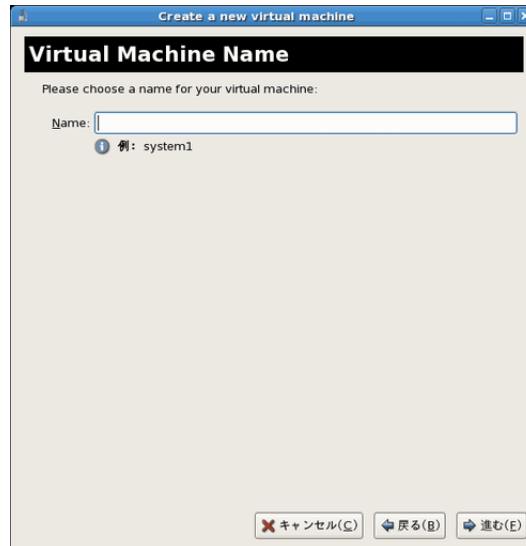 Create a new virtual machine
Virtual Machine Name
Please choose a name for your virtual machine:
Name:
例: system1
キャンセル(C) 戻る(B) 進む(F)